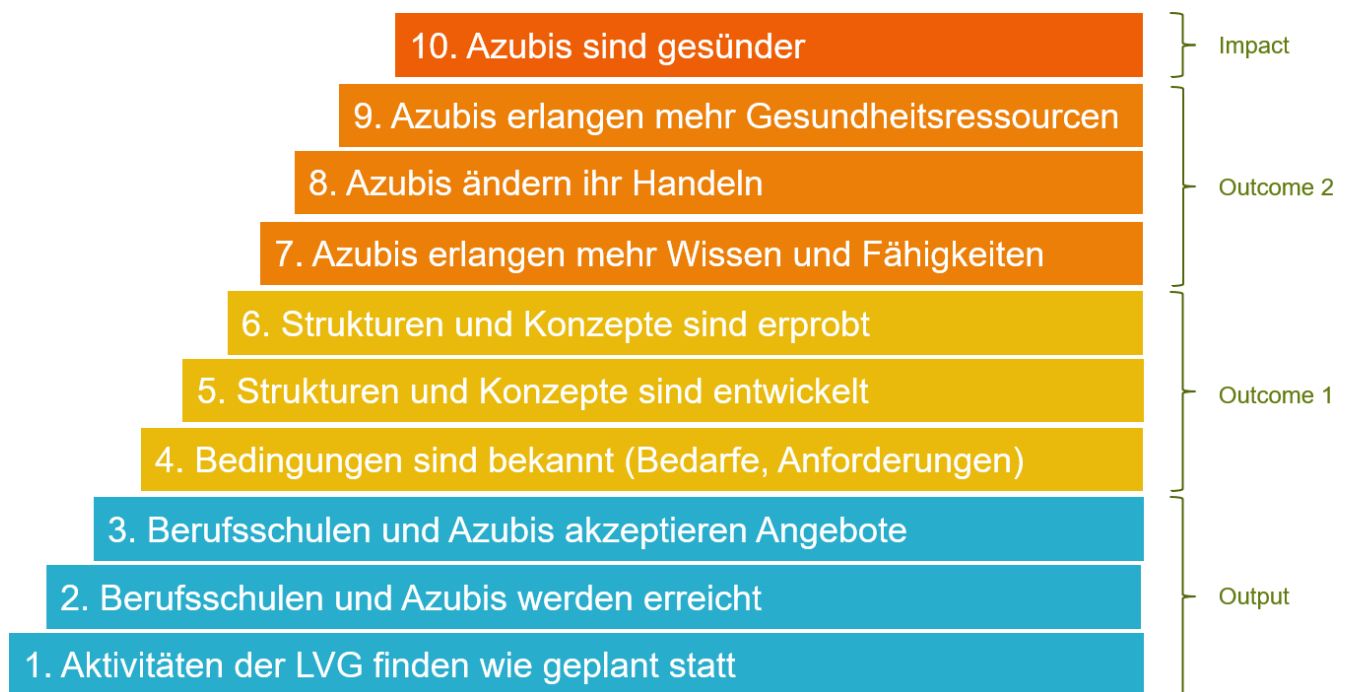 10. Azubis sind gesünder
Impact
9. Azubis erlangen mehr Gesundheitsressourcen
8. Azubis ändern ihr Handeln
Outcome 2
7. Azubis erlangen mehr Wissen und Fähigkeiten
6. Strukturen und Konzepte sind erprobt
5. Strukturen und Konzepte sind entwickelt
Outcome 1
4. Bedingungen sind bekannt (Bedarfe, Anforderungen)
3. Berufsschulen und Azubis akzeptieren Angebote
2. Berufsschulen und Azubis werden erreicht
Output
1. Aktivitäten der LVG finden wie geplant statt